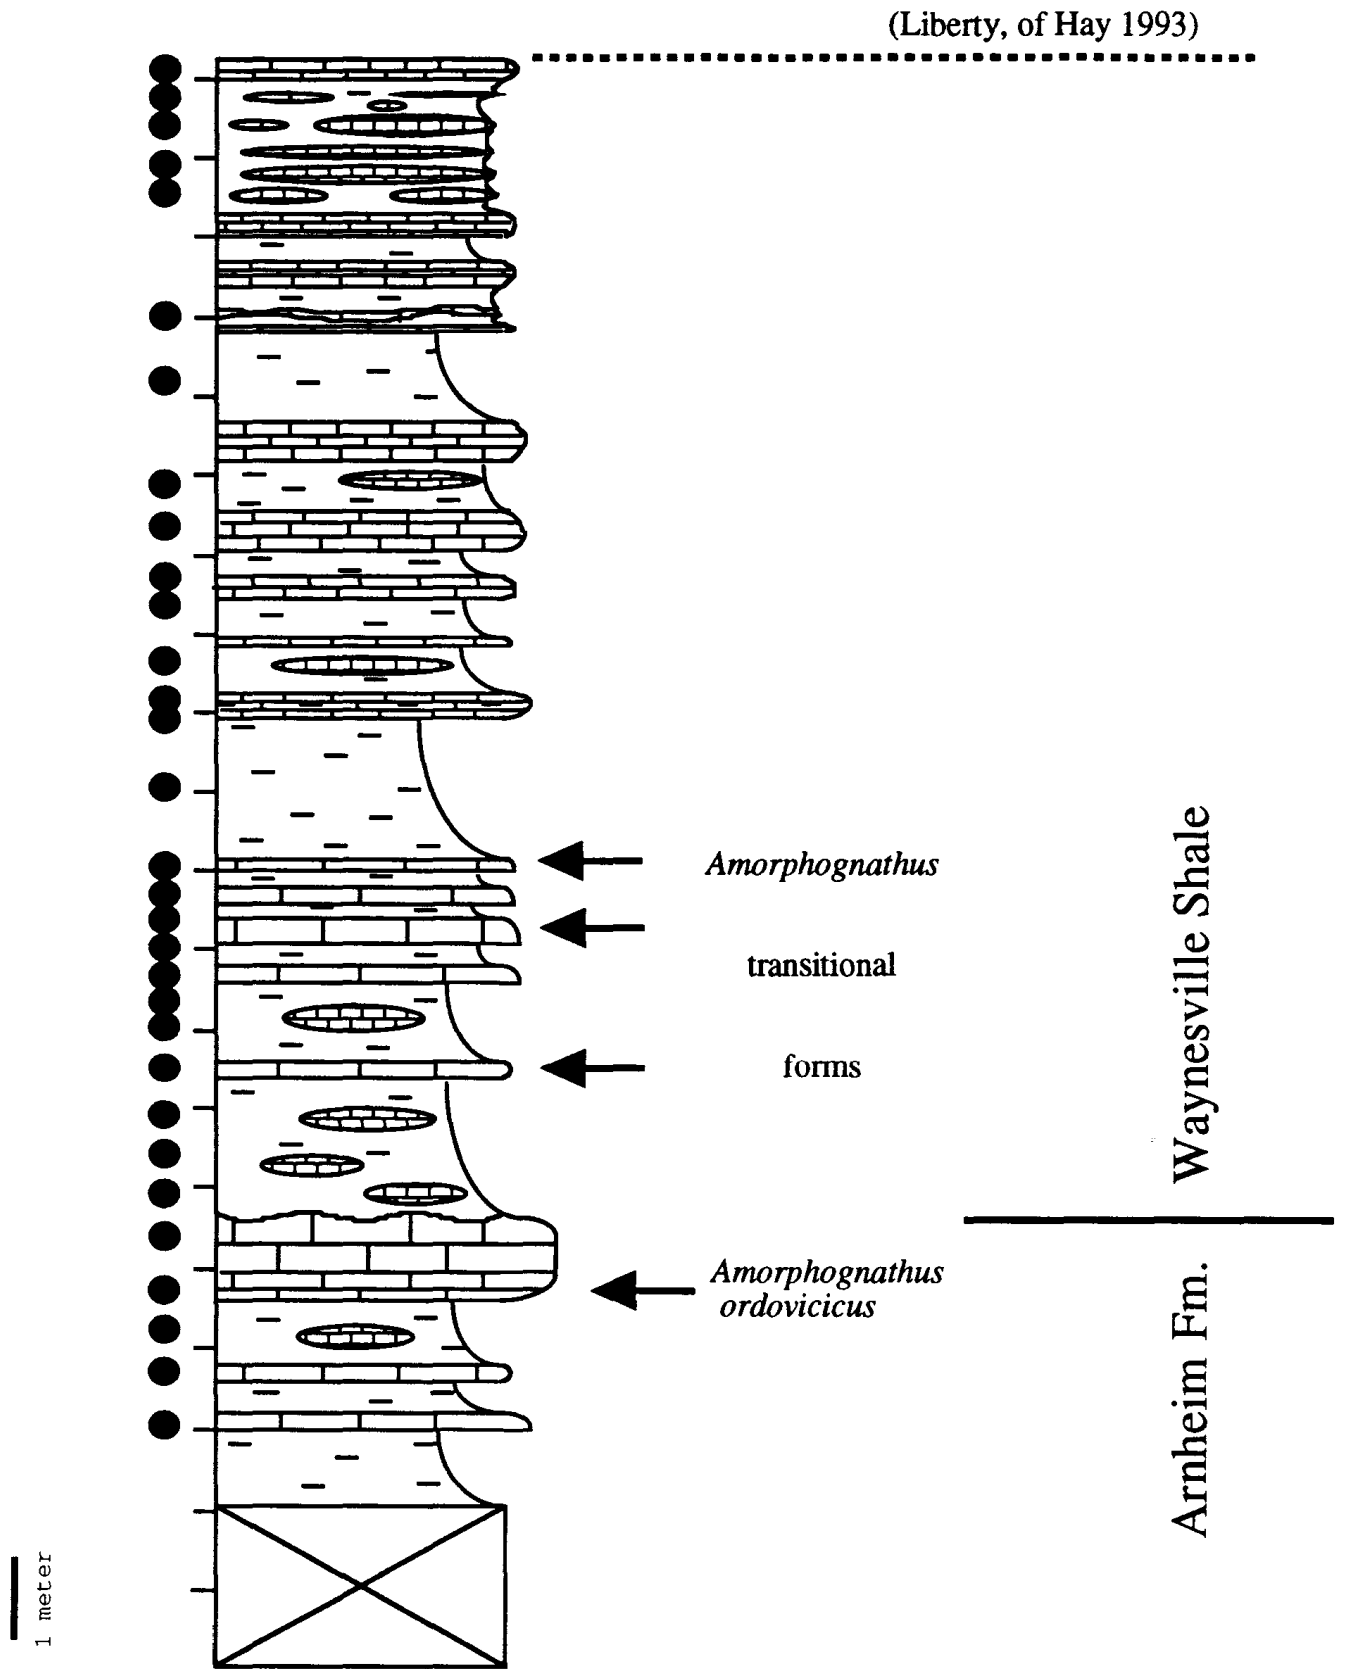 (Liberty, of Hay 1993)
Amorphognathus
transitional
forms
Waynesville Shale
Amorphognathus
ordovicicus
Arnheim Fm.
1 meter